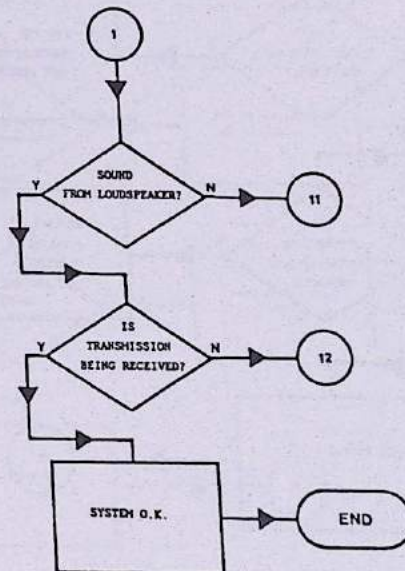 1
SOUND
FROM LOUDSPEAKER?
Y
N
11
IS
TRANSMISSION
BEING RECEIVED?
Y
N
12
SYSTEM O.K.
END